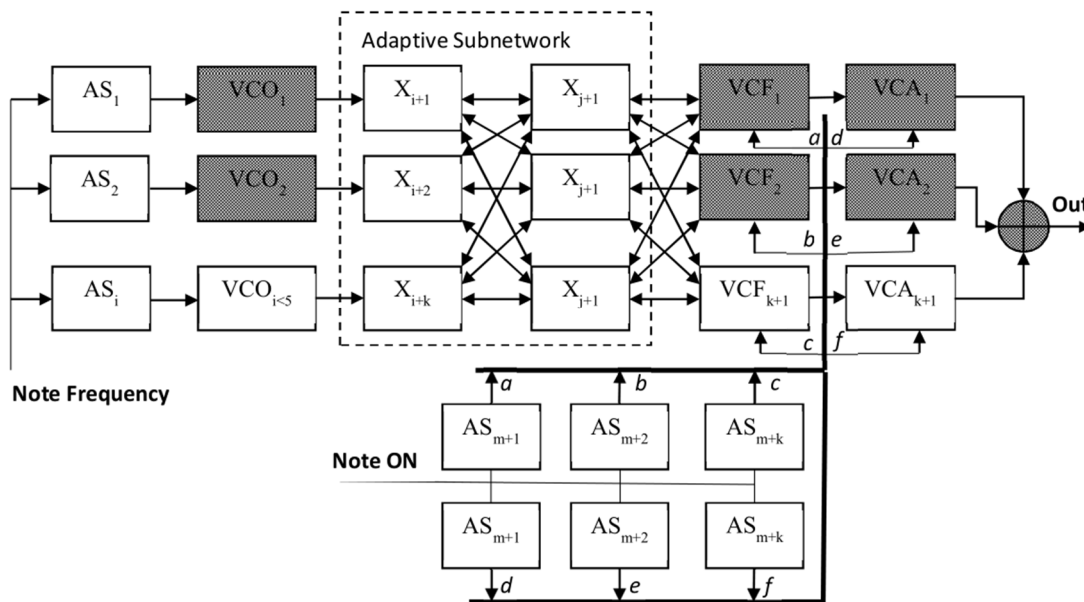 Adaptive Subnetwork
AS1 VCO1 Xi+1 Xj+1 VCF1 VCA1
a d
AS2 VCO2 Xi+2 Xj+1 VCF2 VCA2
Out
b e
ASi VCOi<5 Xi+k Xj+1 VCFk+1 VCAk+1
c f
Note Frequency
a b c
ASm+1 ASm+2 ASm+k
Note ON
ASm+1 ASm+2 ASm+k
d e f